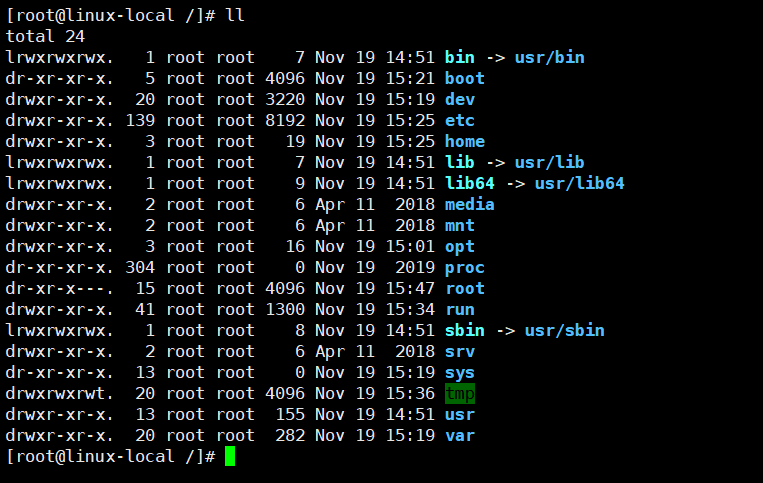 [root@linux-local /]# ll
total 24
lrwxrwxrwx.   1 root root    7 Nov 19 14:51 bin -> usr/bin
dr-xr-xr-x.   5 root root 4096 Nov 19 15:21 boot
drwxr-xr-x.  20 root root 3220 Nov 19 15:19 dev
drwxr-xr-x. 139 root root 8192 Nov 19 15:25 etc
drwxr-xr-x.   3 root root   19 Nov 19 15:25 home
lrwxrwxrwx.   1 root root    7 Nov 19 14:51 lib -> usr/lib
lrwxrwxrwx.   1 root root    9 Nov 19 14:51 lib64 -> usr/lib64
drwxr-xr-x.   2 root root    6 Apr 11  2018 media
drwxr-xr-x.   2 root root    6 Apr 11  2018 mnt
drwxr-xr-x.   3 root root   16 Nov 19 15:01 opt
dr-xr-xr-x. 304 root root    0 Nov 19  2019 proc
dr-xr-x---.  15 root root 4096 Nov 19 15:47 root
drwxr-xr-x.  41 root root 1300 Nov 19 15:34 run
lrwxrwxrwx.   1 root root    8 Nov 19 14:51 sbin -> usr/sbin
drwxr-xr-x.   2 root root    6 Apr 11  2018 srv
dr-xr-xr-x.  13 root root    0 Nov 19 15:19 sys
drwxrwxrwt.  20 root root 4096 Nov 19 15:36 tmp
drwxr-xr-x.  13 root root  155 Nov 19 14:51 usr
drwxr-xr-x.  20 root root  282 Nov 19 15:19 var
[root@linux-local /]#